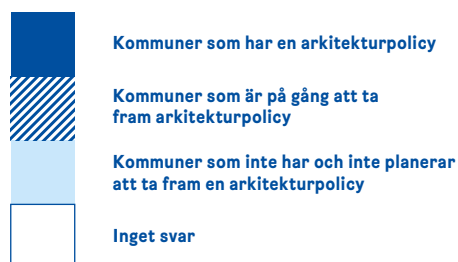 Kommuner som har en arkitekturpolicy
Kommuner som är på gång att ta
fram arkitekturpolicy
Kommuner som inte har och inte planerar
att ta fram en arkitekturpolicy
Inget svar